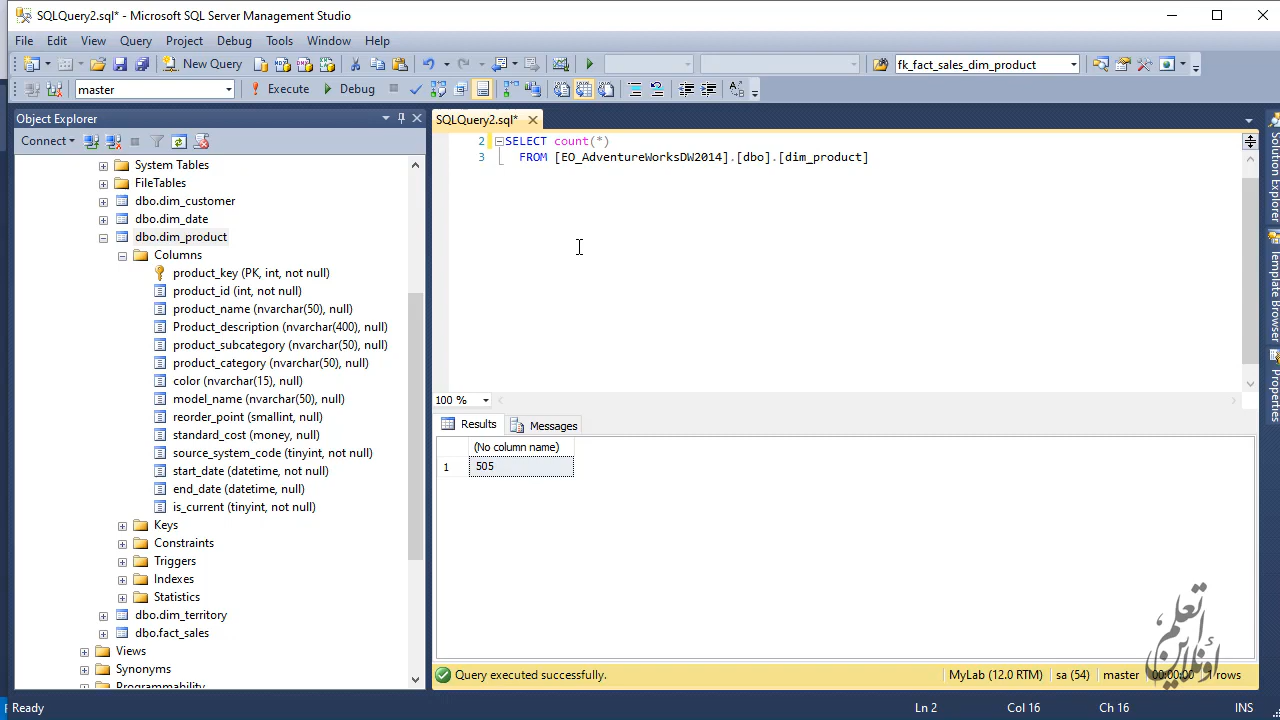 SQLQuery2.sql* - Microsoft SQL Server Management Studio
File Edit View Query Project Debug Tools Window Help
New Query fk_fact_sales_dim_product
master Execute Debug
Object Explorer
Connect
System Tables
FileTables
dbo.dim_customer
dbo.dim_date
dbo.dim_product
Columns
product_key (PK, int, not null)
product_id (int, not null)
product_name (nvarchar(50), null)
Product_description (nvarchar(400), null)
product_subcategory (nvarchar(50), null)
product_category (nvarchar(50), null)
color (nvarchar(15), null)
model_name (nvarchar(50), null)
reorder_point (smallint, null)
standard_cost (money, null)
source_system_code (tinyint, not null)
start_date (datetime, not null)
end_date (datetime, null)
is_current (tinyint, not null)
Keys
Constraints
Triggers
Indexes
Statistics
dbo.dim_territory
dbo.fact_sales
Views
Synonyms
Programmability
SQLQuery2.sql*
2 SELECT count(*)
3 FROM [EO_AdventureWorksDW2014].[dbo].[dim_product]
100 %
Results Messages
(No column name)
1 505
Query executed successfully. MyLab (12.0 RTM) sa (54) master 00:00:00 rows
Solution Explorer
Template Browser
Properties
أتعلم
أونلاين
Ready Ln 2 Col 16 Ch 16 INS